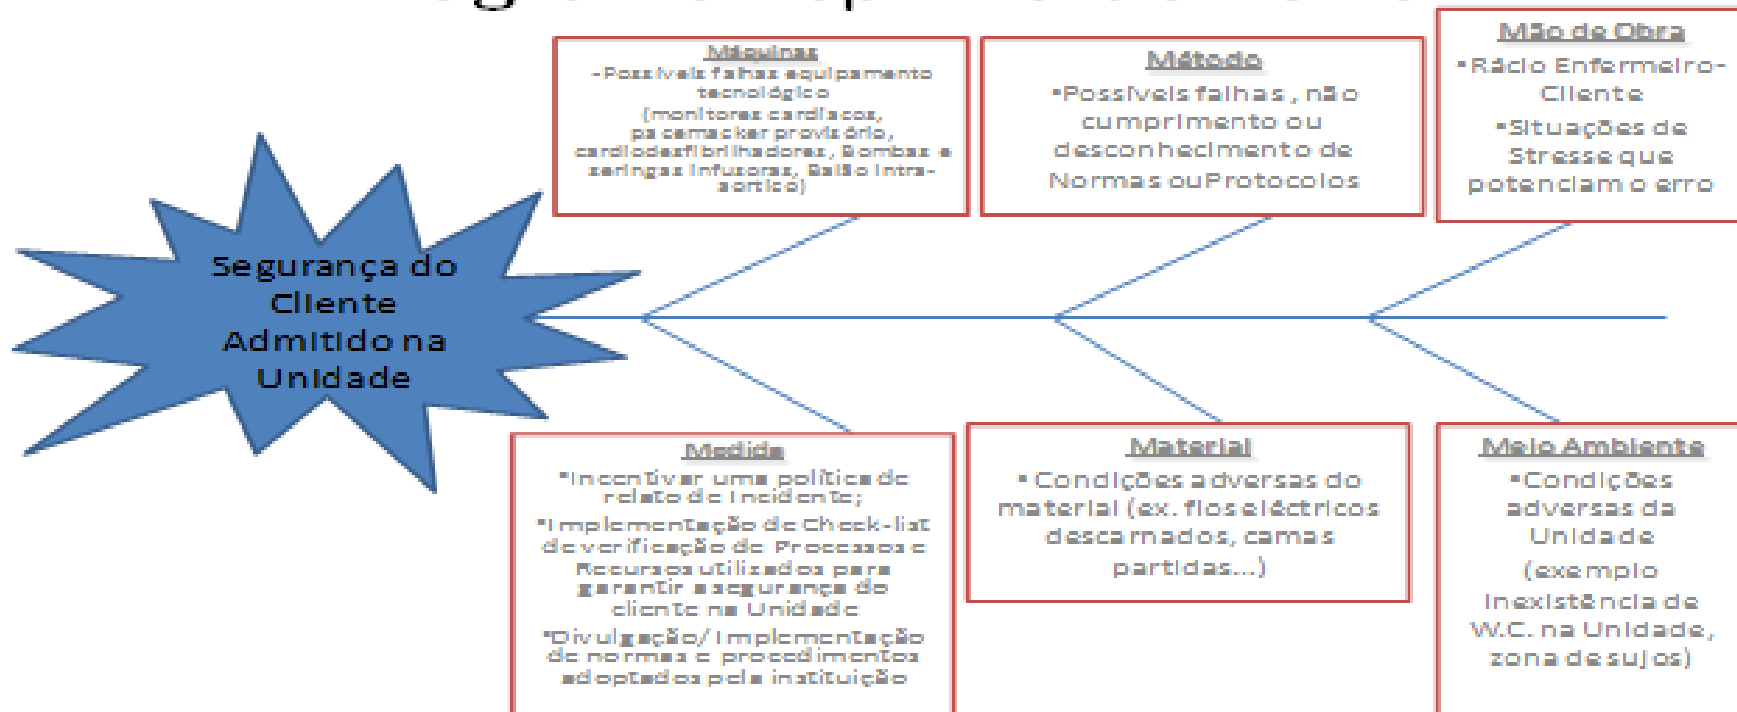 Segurança do
Cliente
Admitido na
Unidade
Máquinas
-Possíveis falhas equipamento
tecnológico
(monitores cardíacos,
pacemacker provisório,
cardiodesfibrilhadores, Bombas e
seringas infusoras, Balão intra-
aortico)
Método
•Possíveis falhas , não
cumprimento ou
desconhecimento de
Normas ou Protocolos
Mão de Obra
•Rácio Enfermeiro-
Cliente
•Situações de
Stresse que
potenciam o erro
Medida
•Incentivar uma política de
relato de Incidente;
•Implementação de Check-list
de verificação de Processos e
Recursos utilizados para
garantir a segurança do
cliente na Unidade
•Divulgação/ Implementação
de normas e procedimentos
adoptados pela instituição
Material
• Condições adversas do
material (ex. fios eléctricos
descarnados, camas
partidas...)
Meio Ambiente
•Condições
adversas da
Unidade
(exemplo
inexistência de
W.C. na Unidade,
zona de sujos)